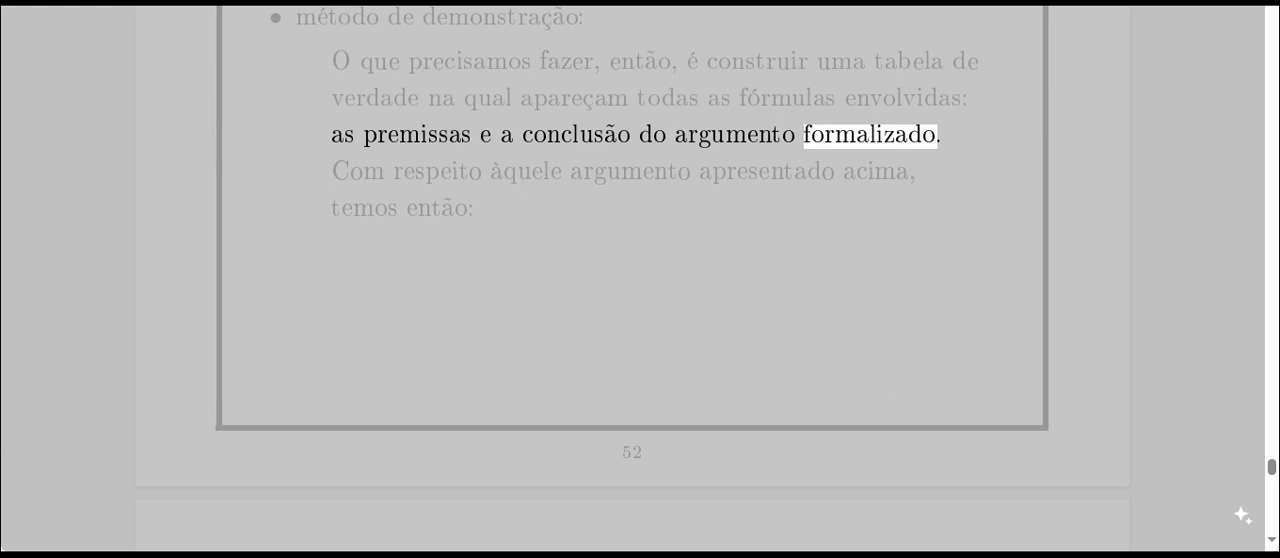 • método de demonstração:
O que precisamos fazer, então, é construir uma tabela de
verdade na qual apareçam todas as fórmulas envolvidas:
as premissas e a conclusão do argumento formalizado.
Com respeito àquele argumento apresentado acima,
temos então:
52